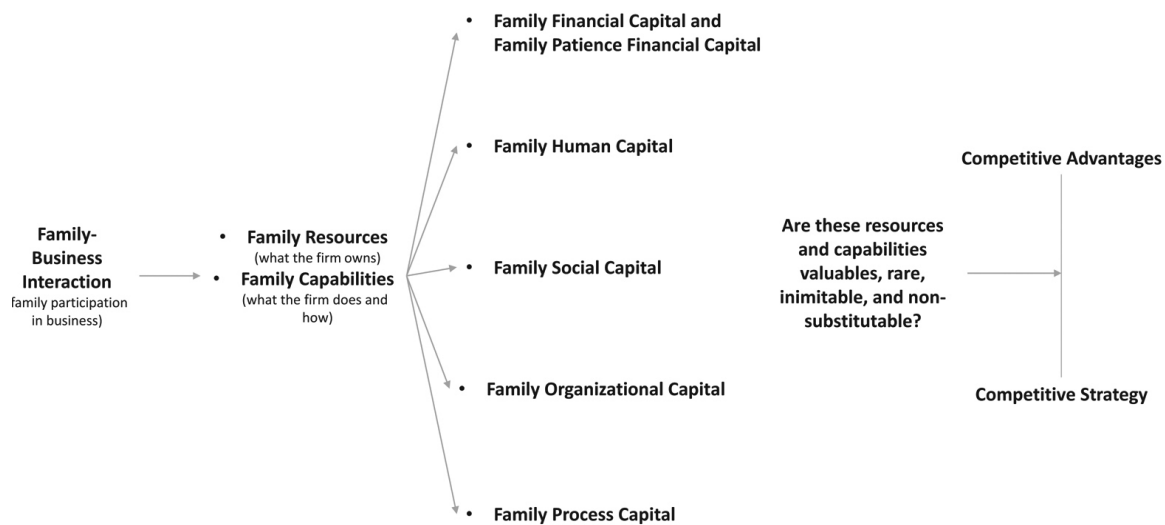 Family-
Business
Interaction
family participation
in business)
• Family Resources
(what the firm owns)
• Family Capabilities
(what the firm does and
how)
• Family Financial Capital and
Family Patience Financial Capital
• Family Human Capital
• Family Social Capital
• Family Organizational Capital
• Family Process Capital
Are these resources
and capabilities
valuables, rare,
inimitable, and non-
substitutable?
Competitive Advantages
Competitive Strategy